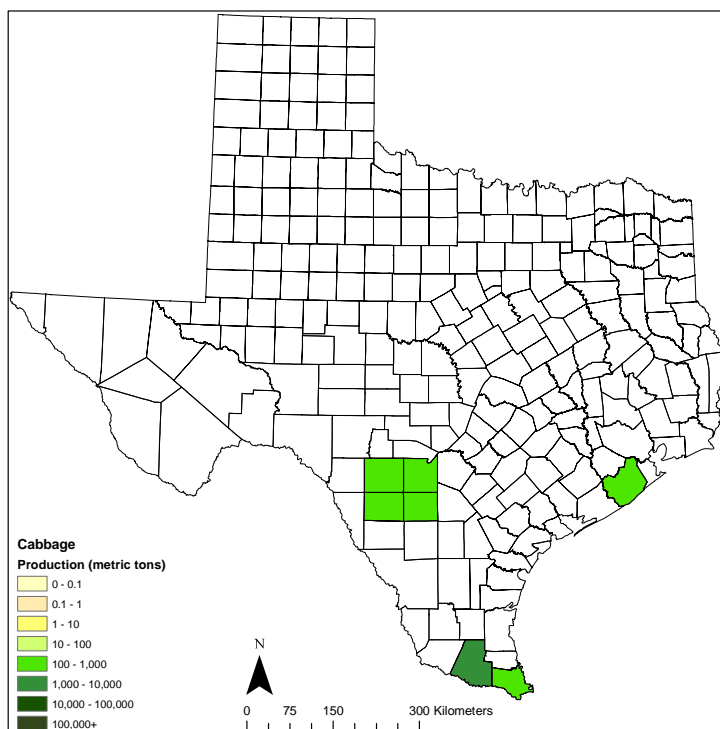 Cabbage
Production (metric tons)
0 - 0.1
0.1 - 1
1 - 10
10 - 100
100 - 1,000
1,000 - 10,000
10,000 - 100,000
100,000+
N
0 75 150 300 Kilometers